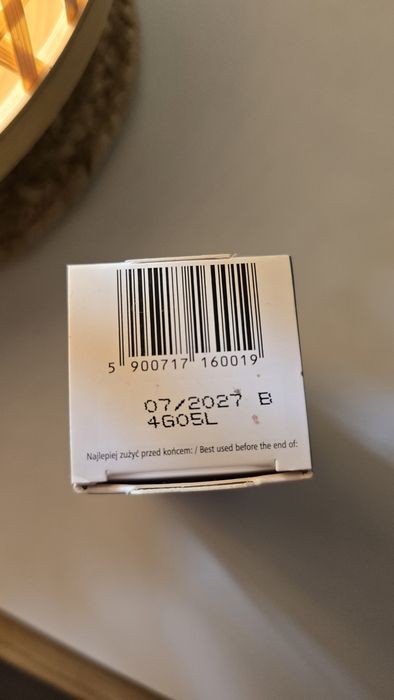 5 900717 160019
07/2027 B
4G05L
Najlepiej zużyć przed końcem: / Best used before the end of: